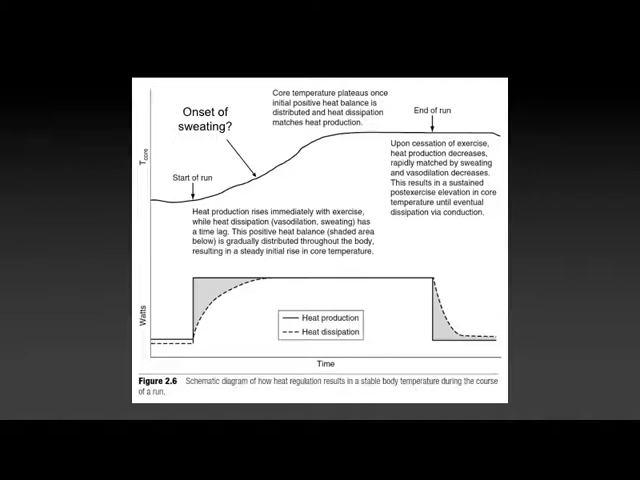 Core temperature plateaus once
initial positive heat balance is
distributed and heat dissipation
matches heat production.
Onset of
sweating?
End of run
Tcore
Start of run
Upon cessation of exercise,
heat production decreases,
rapidly matched by sweating
and vasodilation decreases.
This results in a sustained
postexercise elevation in core
temperature until eventual
dissipation via conduction.
Heat production rises immediately with exercise,
while heat dissipation (vasodilation, sweating) has
a time lag. This positive heat balance (shaded area
below) is gradually distributed throughout the body,
resulting in a steady initial rise in core temperature.
Watts
Heat production
Heat dissipation
Time
Figure 2.6 Schematic diagram of how heat regulation results in a stable body temperature during the course
of a run.